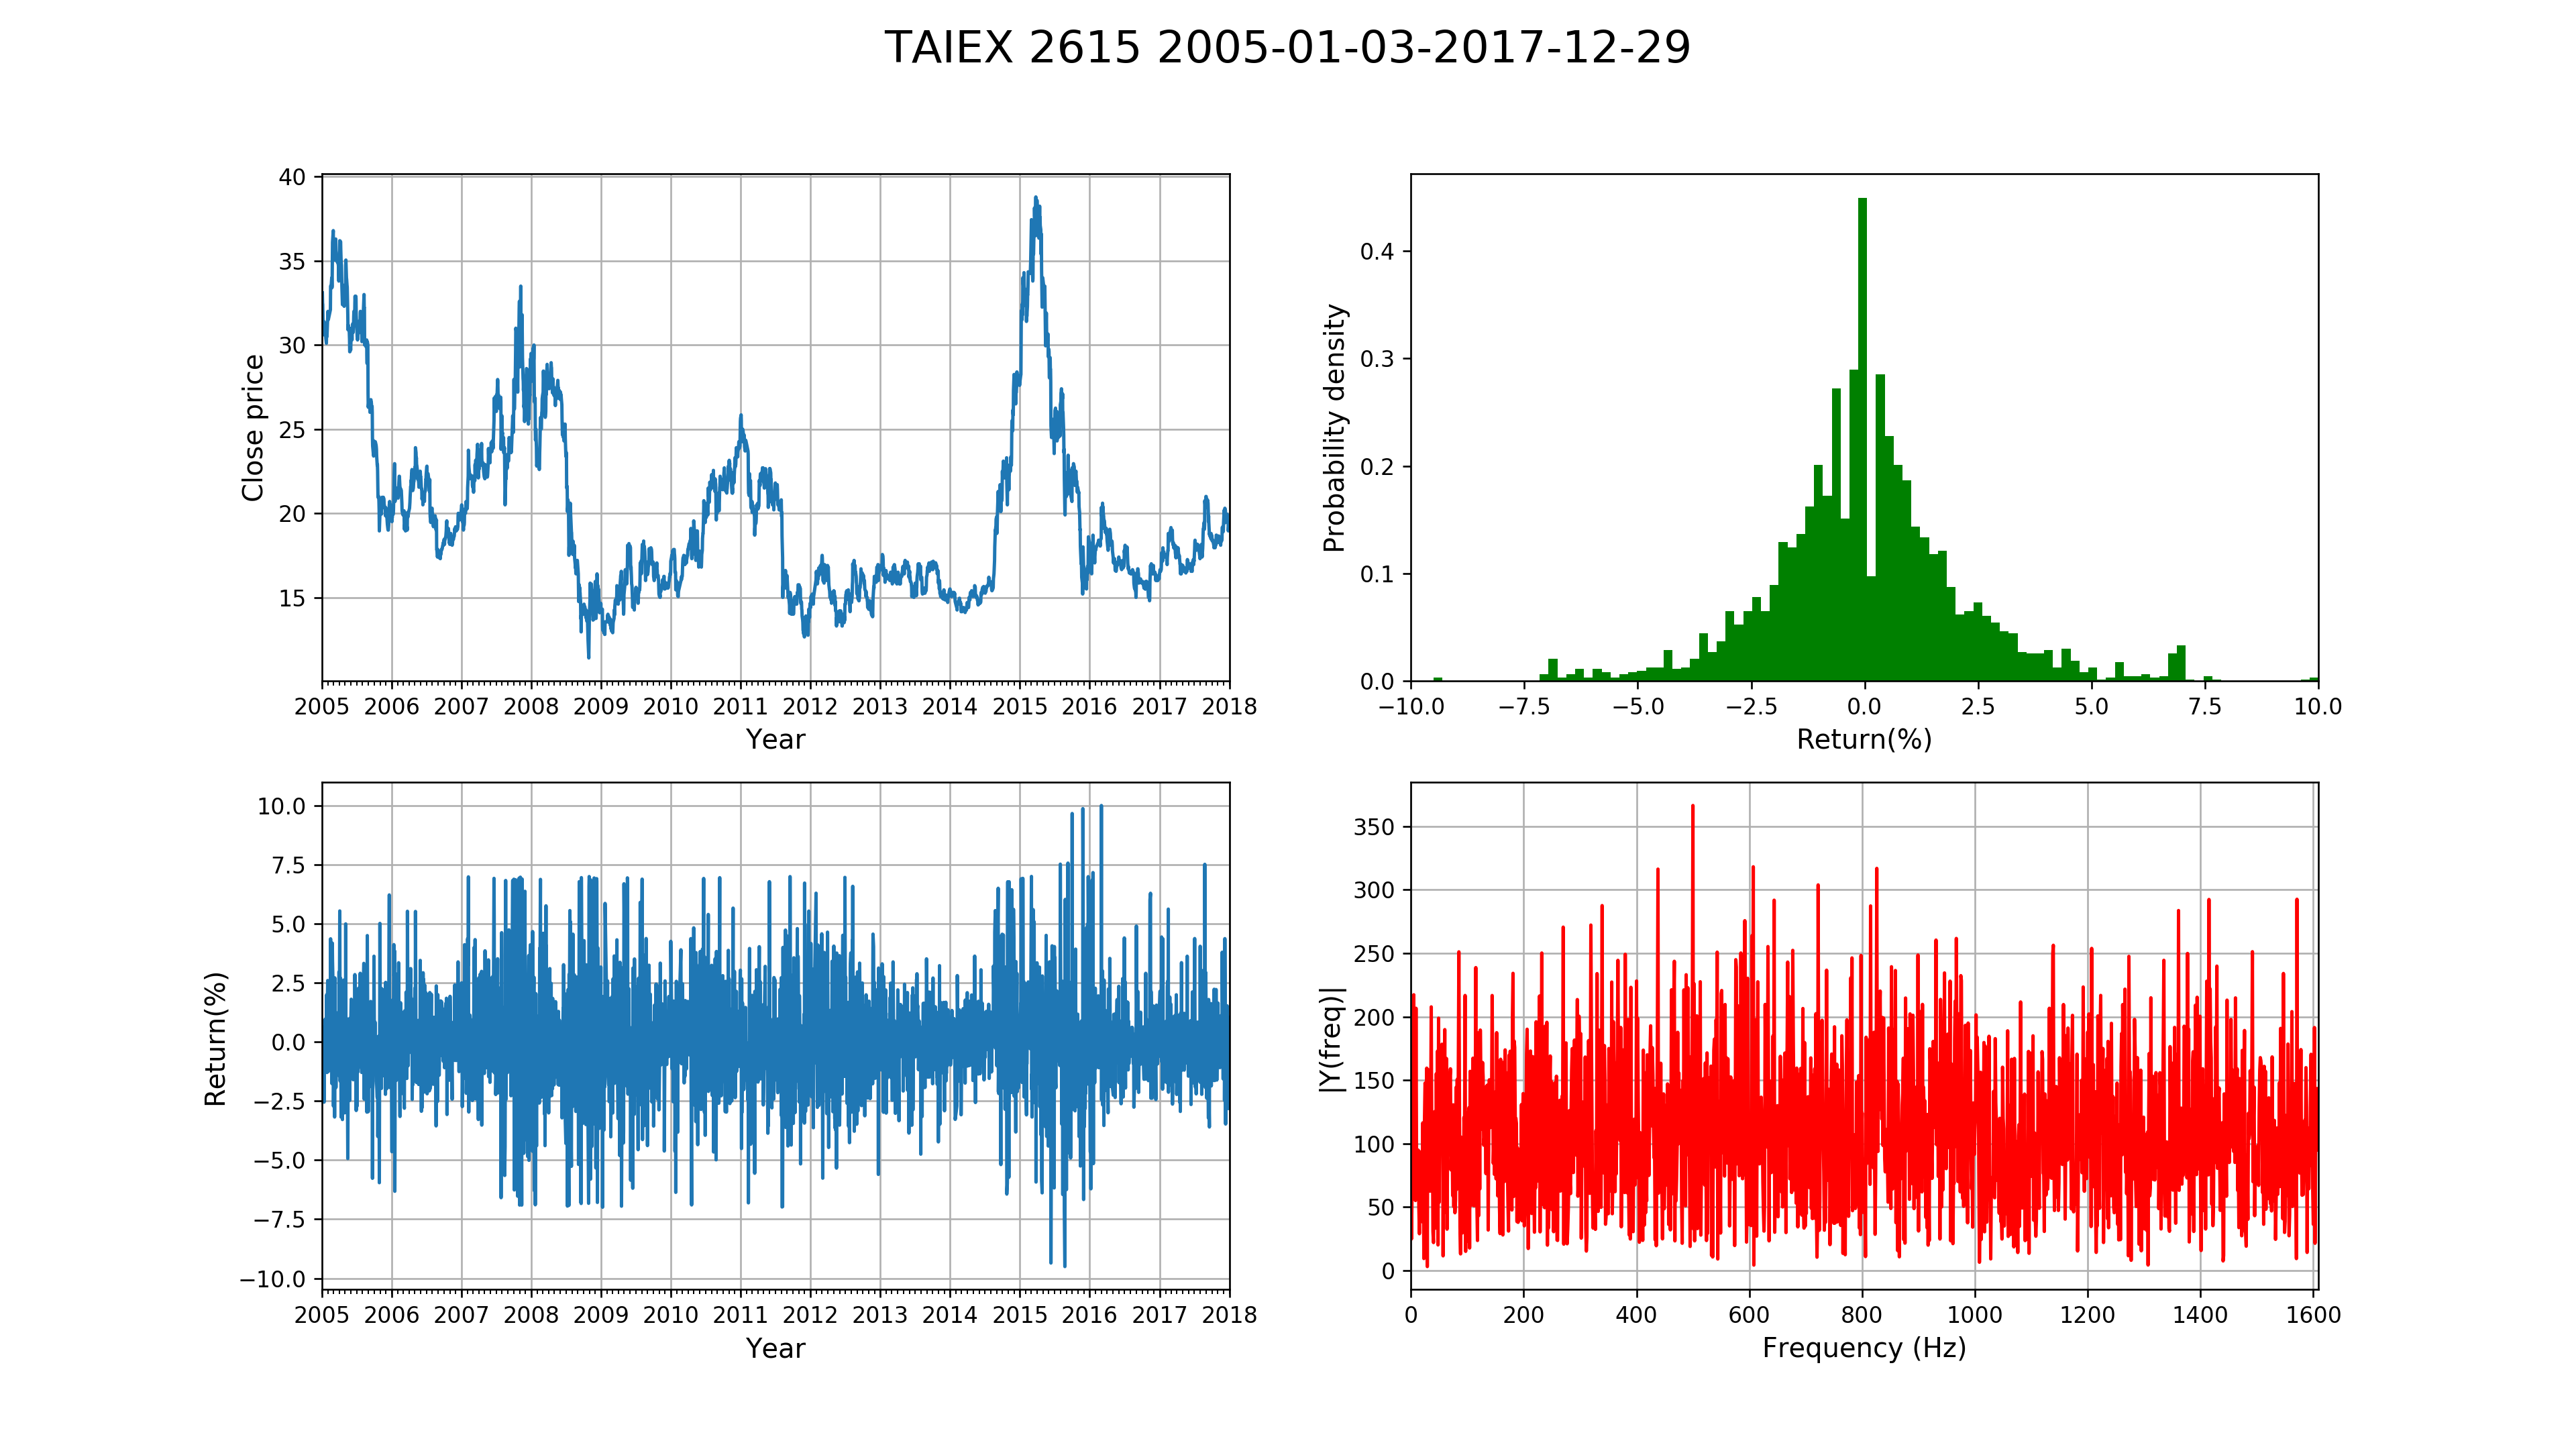 TAIEX 2615 2005-01-03-2017-12-29
40
35
30
25
20
15
Close price
2005 2006 2007 2008 2009 2010 2011 2012 2013 2014 2015 2016 2017 2018
Year
0.4
0.3
0.2
0.1
0.0
Probability density
−10.0 −7.5 −5.0 −2.5 0.0 2.5 5.0 7.5 10.0
Return(%)
10.0
7.5
5.0
2.5
0.0
−2.5
−5.0
−7.5
−10.0
Return(%)
2005 2006 2007 2008 2009 2010 2011 2012 2013 2014 2015 2016 2017 2018
Year
350
300
250
200
150
100
50
0
|Y(freq)|
0 200 400 600 800 1000 1200 1400 1600
Frequency (Hz)